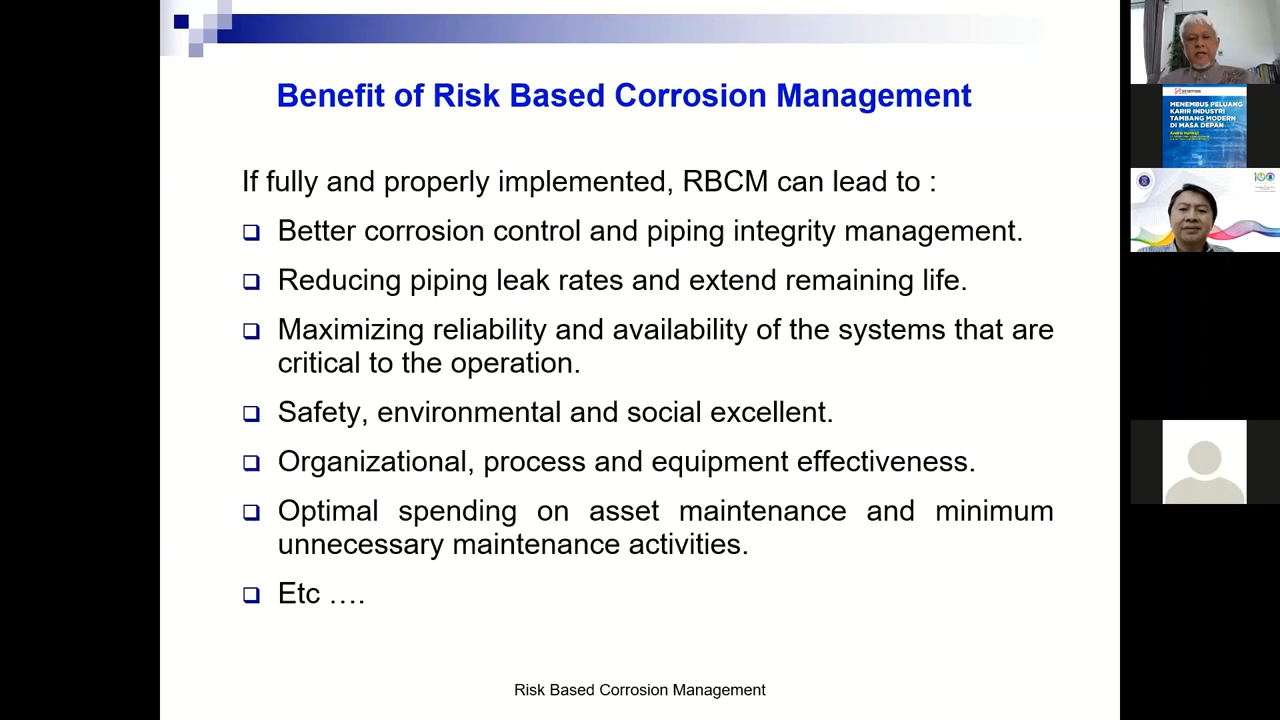 Benefit of Risk Based Corrosion Management
If fully and properly implemented, RBCM can lead to :
Better corrosion control and piping integrity management.
Reducing piping leak rates and extend remaining life.
Maximizing reliability and availability of the systems that are
critical to the operation.
Safety, environmental and social excellent.
Organizational, process and equipment effectiveness.
Optimal spending on asset maintenance and minimum
unnecessary maintenance activities.
Etc ….
Risk Based Corrosion Management
sinarmas
MENEMBUS PELUANG
KARIR INDUSTRI
TAMBANG MODERN
DI MASA DEPAN
100